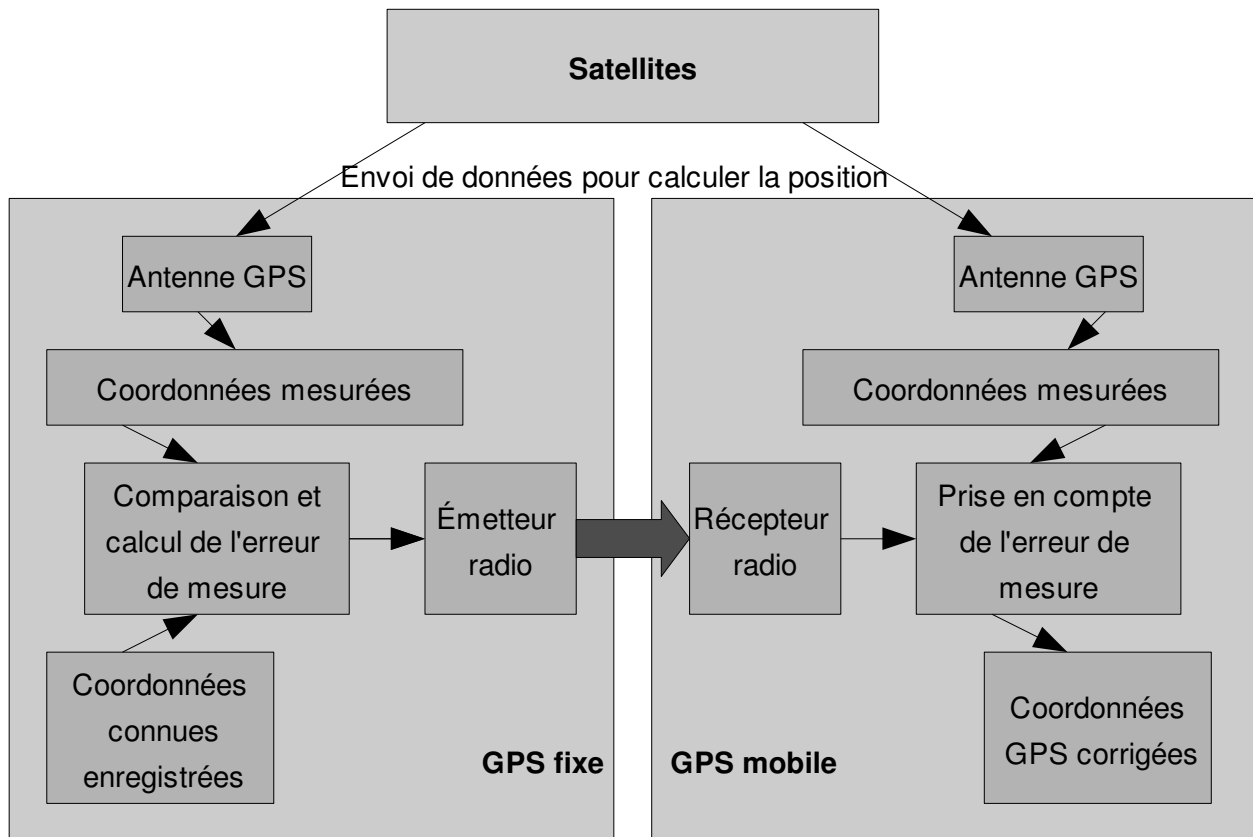 Satellites
Envoi de données pour calculer la position
Antenne GPS
Coordonnées mesurées
Comparaison et
calcul de l'erreur
de mesure
Émetteur
radio
Coordonnées
connues
enregistrées
GPS fixe
Antenne GPS
Coordonnées mesurées
Récepteur
radio
Prise en compte
de l'erreur de
mesure
Coordonnées
GPS corrigées
GPS mobile